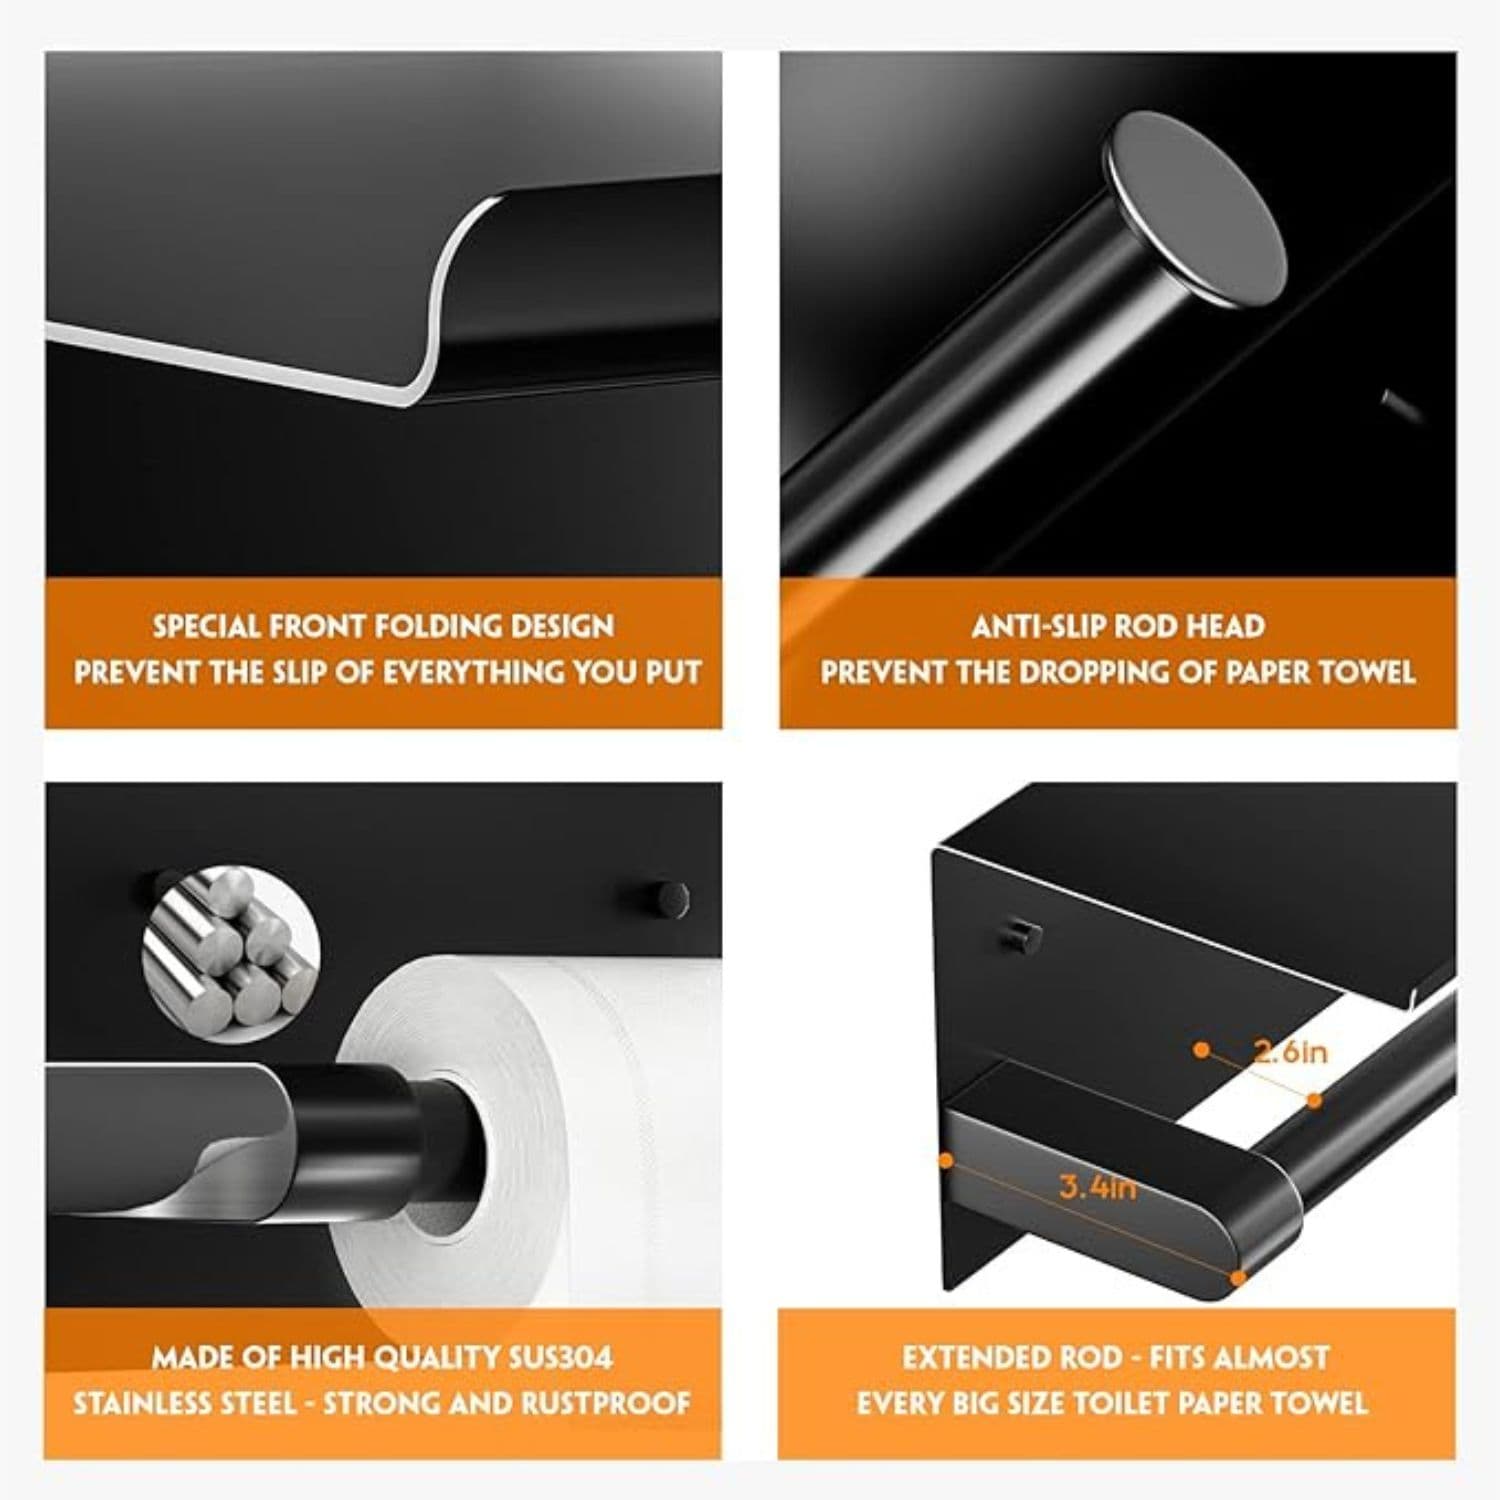 SPECIAL FRONT FOLDING DESIGN
PREVENT THE SLIP OF EVERYTHING YOU PUT
ANTI-SLIP ROD HEAD
PREVENT THE DROPPING OF PAPER TOWEL
MADE OF HIGH QUALITY SUS304
STAINLESS STEEL - STRONG AND RUSTPROOF
2.6in
3.4in
EXTENDED ROD - FITS ALMOST
EVERY BIG SIZE TOILET PAPER TOWEL